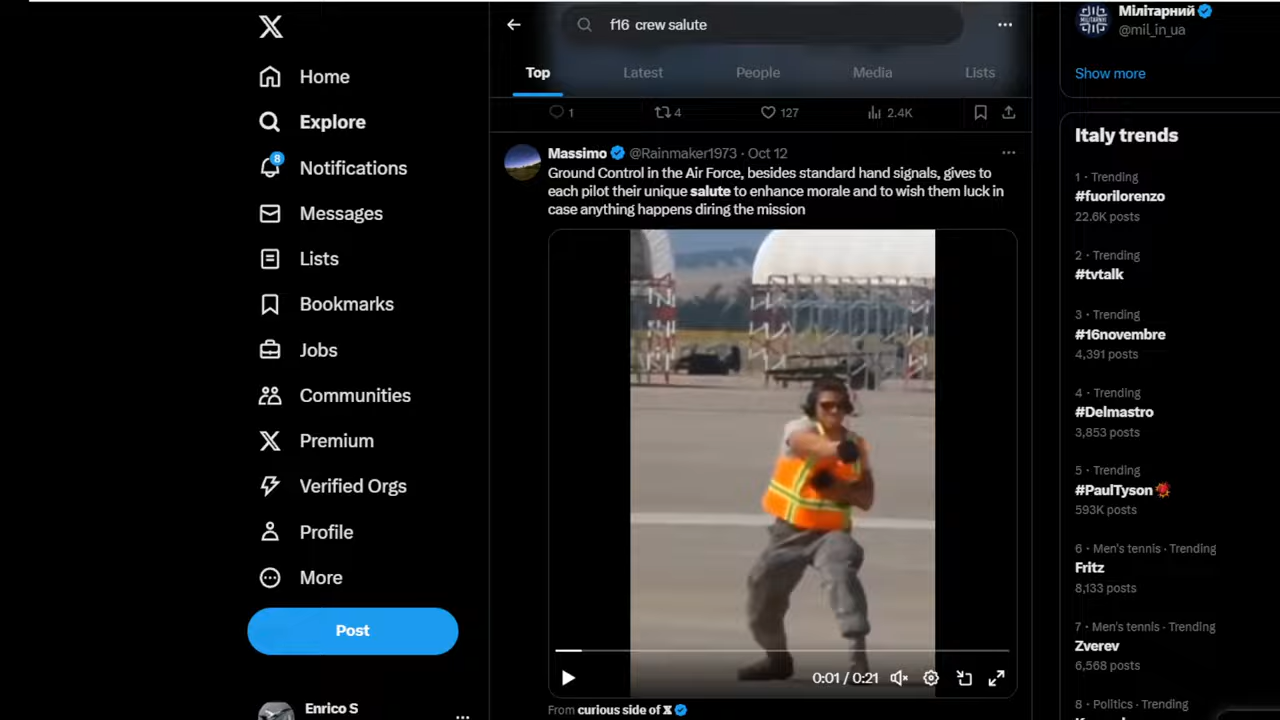 f16 crew salute
Top
Latest
People
Media
Lists
1
4
127
2.4K
Home
Explore
8
Notifications
Messages
Lists
Bookmarks
Jobs
Communities
Premium
Verified Orgs
Profile
More
Post
Enrico S
Massimo @Rainmaker1973 · Oct 12
Ground Control in the Air Force, besides standard hand signals, gives to
each pilot their unique salute to enhance morale and to wish them luck in
case anything happens diring the mission
0:01 / 0:21
From curious side of X
Мілітарний
@mil_in_ua
Show more
Italy trends
1 · Trending
#fuorilorenzo
22.6K posts
2 · Trending
#tvtalk
3 · Trending
#16novembre
4,391 posts
4 · Trending
#Delmastro
3,853 posts
5 · Trending
#PaulTyson
593K posts
6 · Men's tennis · Trending
Fritz
8,133 posts
7 · Men's tennis · Trending
Zverev
6,568 posts
8 · Politics · Trending